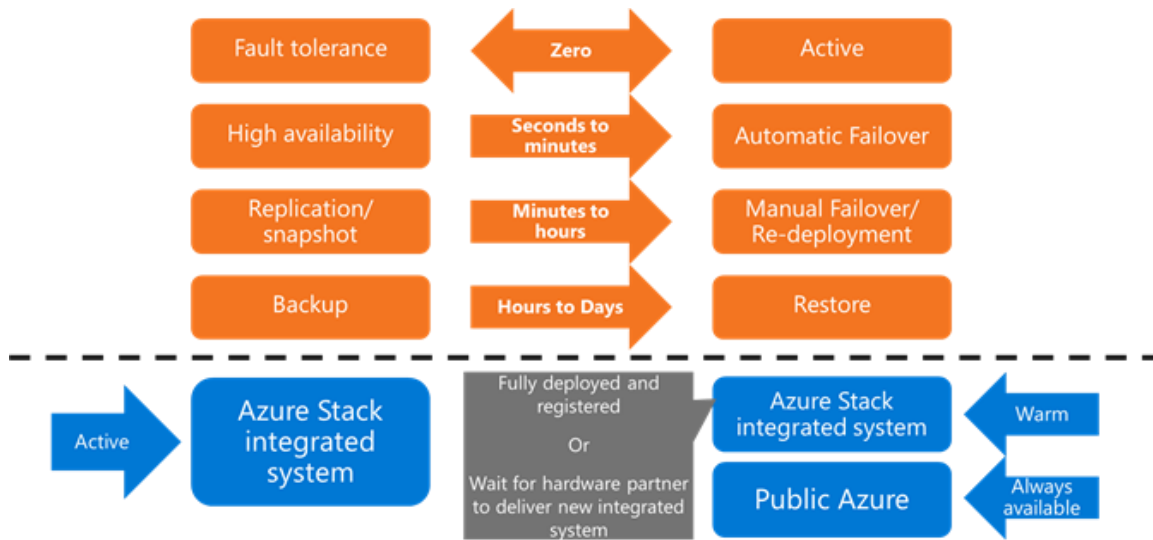 Fault tolerance
Zero
Active
High availability
Seconds to
minutes
Automatic Failover
Replication/
snapshot
Minutes to
hours
Manual Failover/
Re-deployment
Backup
Hours to Days
Restore
Active
Azure Stack
integrated
system
Fully deployed and
registered
Or
Wait for hardware partner
to deliver new integrated
system
Azure Stack
integrated system
Warm
Public Azure
Always
available